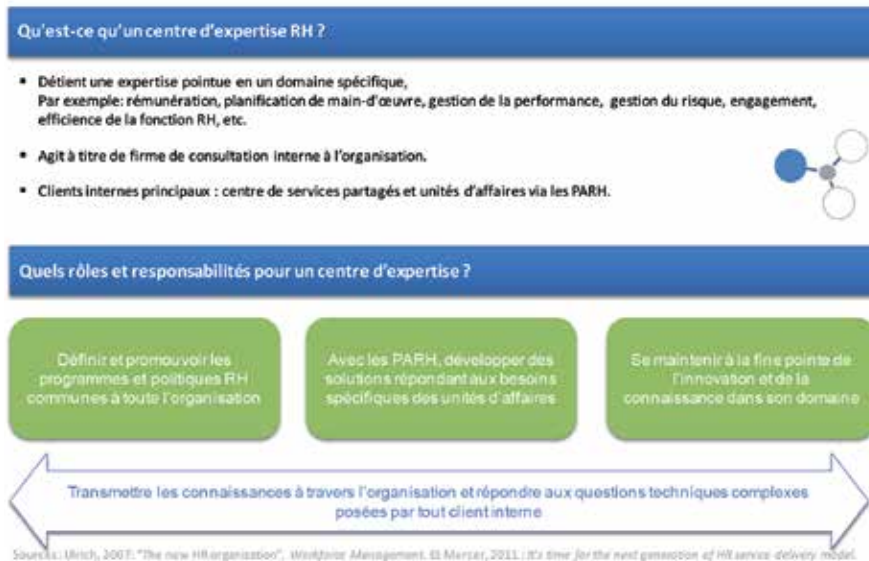 Qu'est-ce qu'un centre d'expertise RH ?
▪ Détient une expertise pointue en un domaine spécifique,
Par exemple: rémunération, planification de main-d'œuvre, gestion de la performance, gestion du risque, engagement,
efficience de la fonction RH, etc.
▪ Agit à titre de firme de consultation interne à l'organisation.
▪ Clients internes principaux : centre de services partagés et unités d'affaires via les PARH.
Quels rôles et responsabilités pour un centre d'expertise ?
Définir et promouvoir les
programmes et politiques RH
communes à toute l'organisation
Avec les PARH, développer des
solutions répondant aux besoins
spécifiques des unités d'affaires
Se maintenir à la fine pointe de
l'innovation et de la
connaissance dans son domaine
Transmettre les connaissances à travers l'organisation et répondre aux questions techniques complexes
posées par tout client interne
Sources: Ulrich, 2007: "The new HR organization", Workforce Management. Et Mercer, 2011 : It's time for the next generation of HR service delivery model.